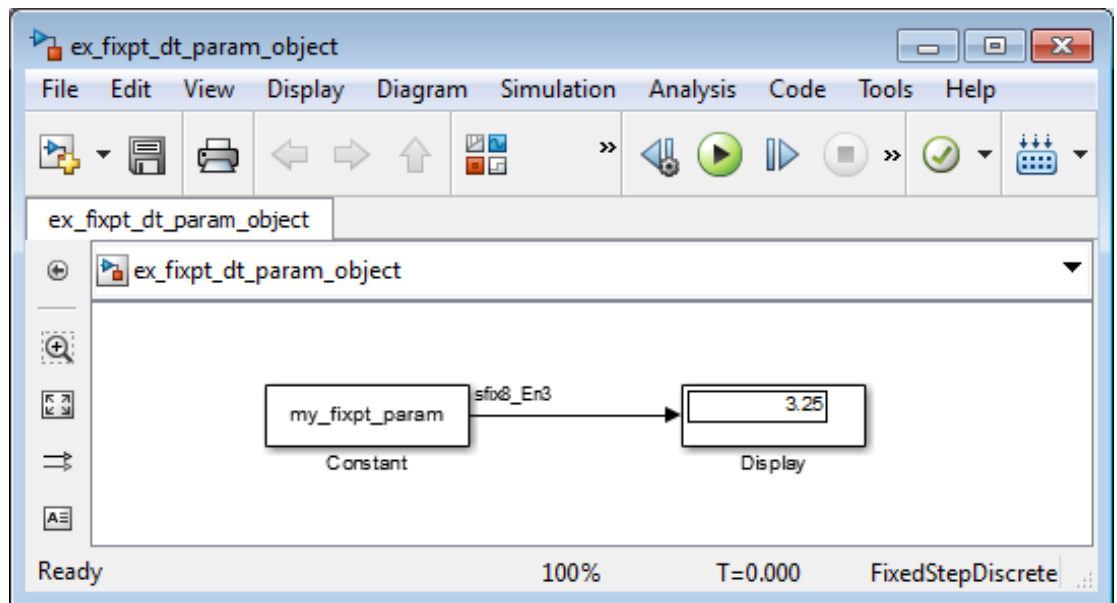 ex_fixpt_dt_param_object
File Edit View Display Diagram Simulation Analysis Code Tools Help
ex_fixpt_dt_param_object
ex_fixpt_dt_param_object
my_fixpt_param
sfix8_En3
3.25
Constant
Display
Ready 100% T=0.000 FixedStepDiscrete